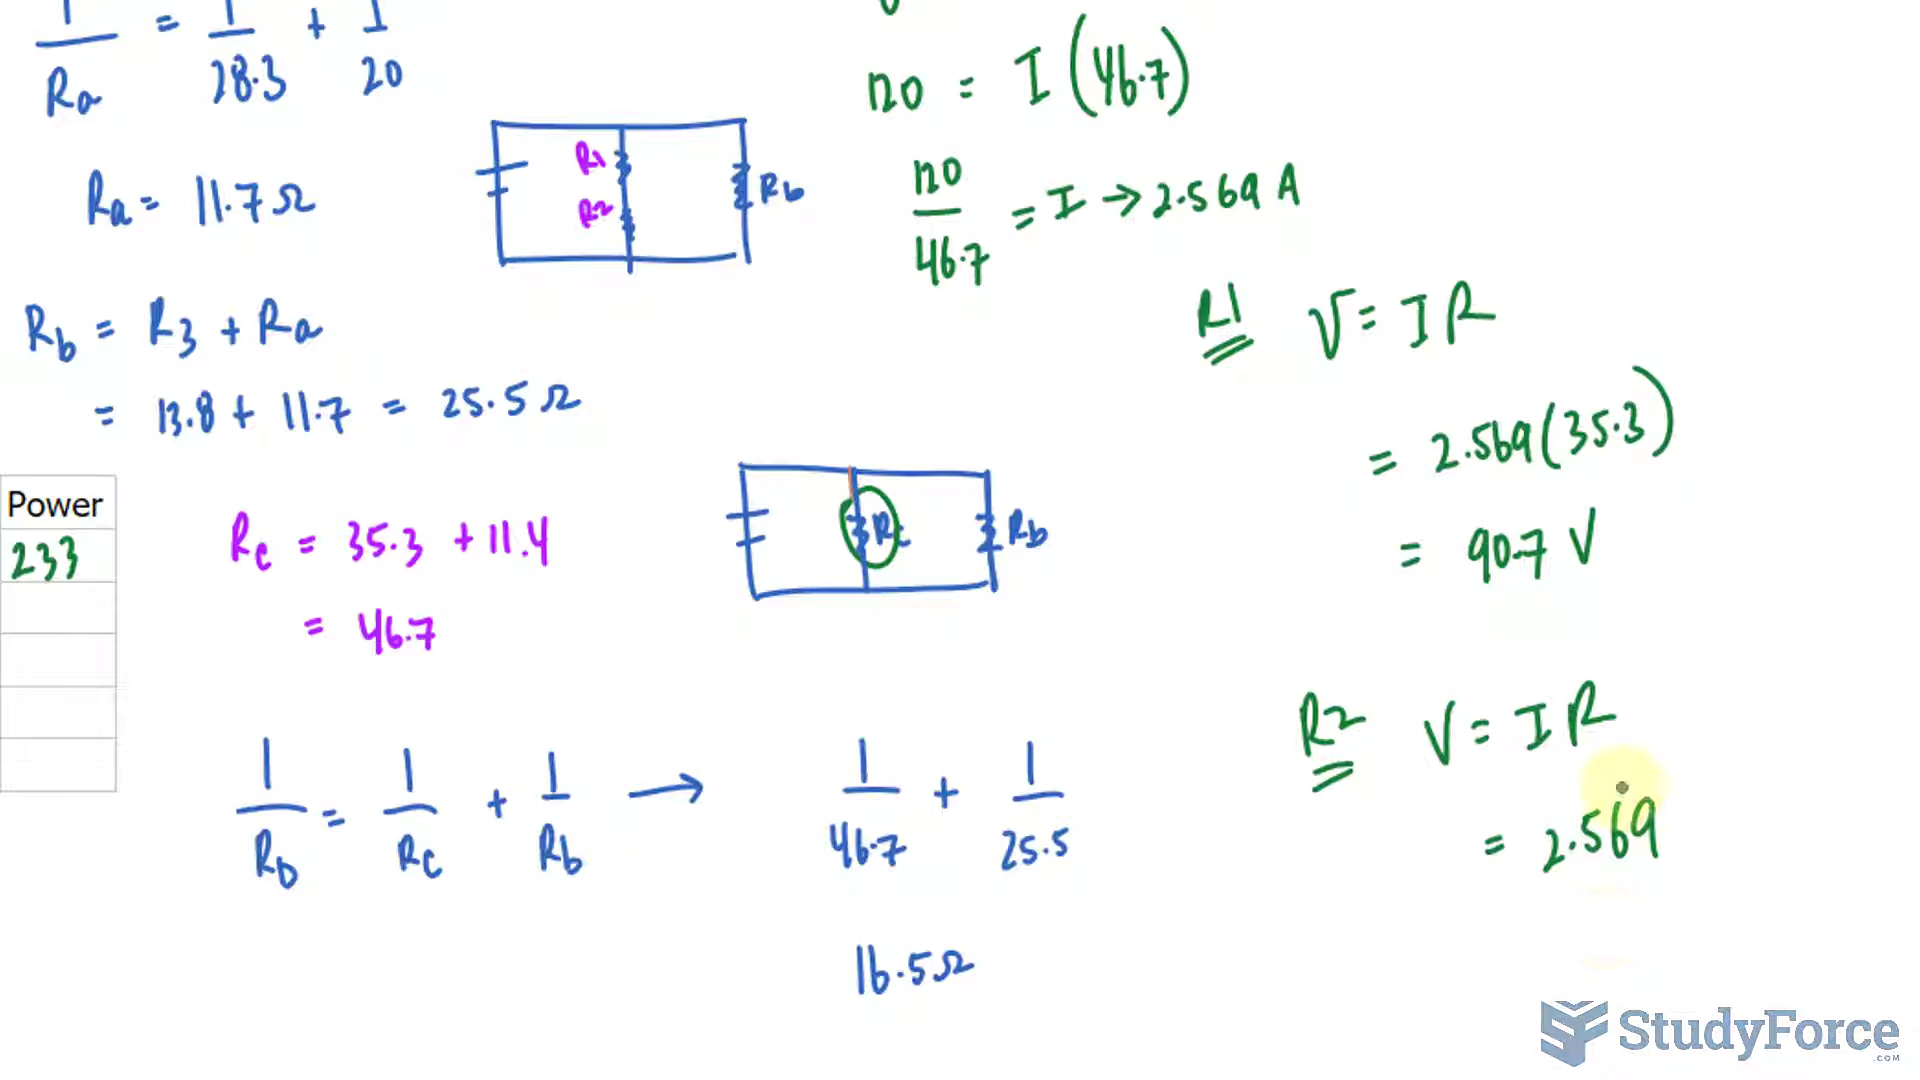 1/Ra = 1/28.3 + 1/20
Ra = 11.7 Ω
Rb = R3 + Ra
= 13.8 + 11.7 = 25.5 Ω
R1
R2
Rb
Power
233
Rc = 35.3 + 11.4
= 46.7
Rc
Rb
1/RD = 1/Rc + 1/Rb → 1/46.7 + 1/25.5
16.5 Ω
120 = I (46.7)
120/46.7 = I → 2.569 A
R1 V = IR
= 2.569 (35.3)
= 90.7 V
R2 V = IR
= 2.569
StudyForce
.COM